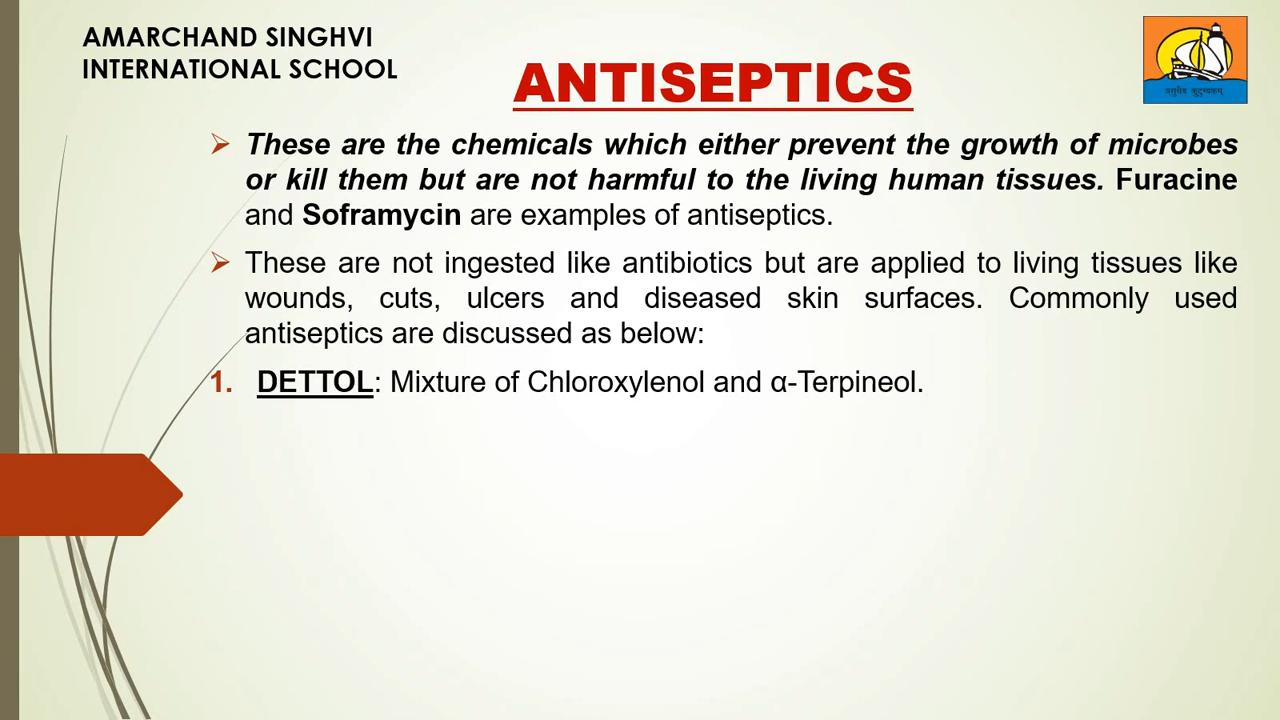 AMARCHAND SINGHVI
INTERNATIONAL SCHOOL
ANTISEPTICS
वसुधैव कुटुम्बकम्
➢ These are the chemicals which either prevent the growth of microbes
or kill them but are not harmful to the living human tissues. Furacine
and Soframycin are examples of antiseptics.
➢ These are not ingested like antibiotics but are applied to living tissues like
wounds, cuts, ulcers and diseased skin surfaces. Commonly used
antiseptics are discussed as below:
1. DETTOL: Mixture of Chloroxylenol and α-Terpineol.